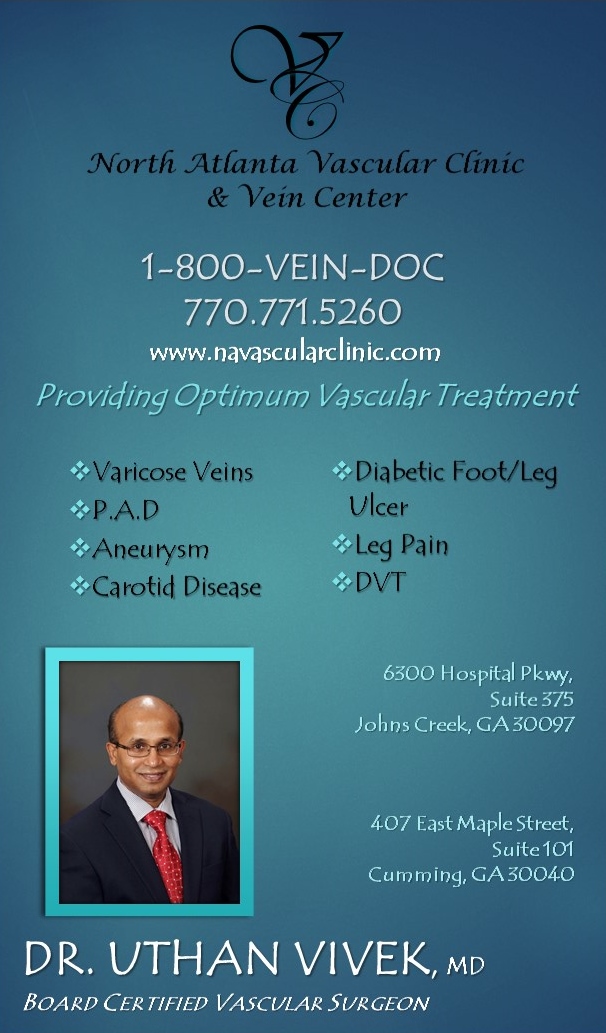 VC
North Atlanta Vascular Clinic
& Vein Center
1-800-VEIN-DOC
770.771.5260
www.navascularclinic.com
Providing Optimum Vascular Treatment
Varicose Veins
P.A.D
Aneurysm
Carotid Disease
Diabetic Foot/Leg
Ulcer
Leg Pain
DVT
6300 Hospital Pkwy,
Suite 375
Johns Creek, GA 30097
407 East Maple Street,
Suite 101
Cumming, GA 30040
DR. UTHAN VIVEK, MD
BOARD CERTIFIED VASCULAR SURGEON